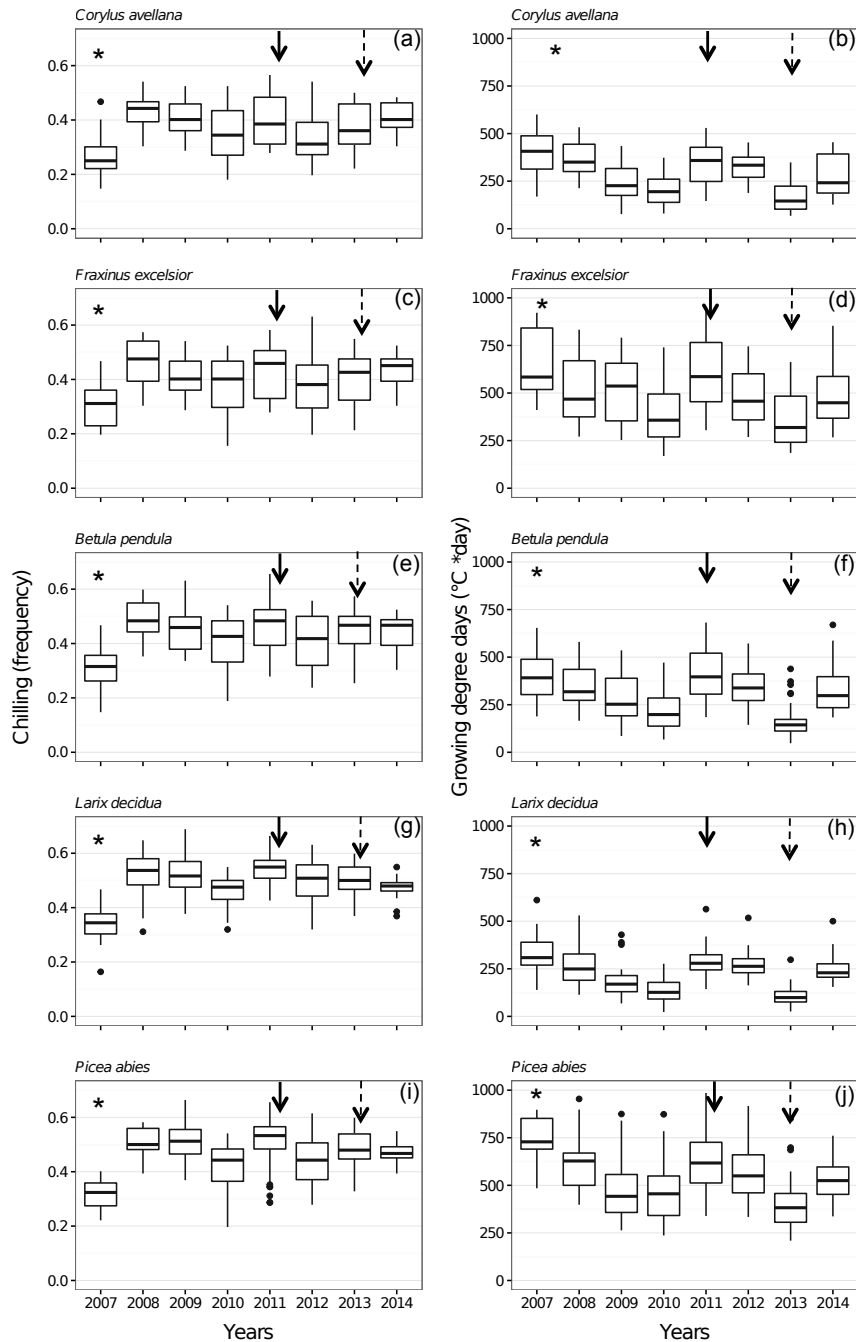 Corylus avellana
(a)
*
0.6
0.4
0.2
0.0
Corylus avellana
(b)
*
1000
750
500
250
0
Fraxinus excelsior
(c)
*
0.6
0.4
0.2
0.0
Fraxinus excelsior
(d)
*
1000
750
500
250
0
Betula pendula
(e)
*
0.6
0.4
0.2
0.0
Betula pendula
(f)
*
1000
750
500
250
0
Larix decidua
(g)
*
0.6
0.4
0.2
0.0
Larix decidua
(h)
*
1000
750
500
250
0
Picea abies
(i)
*
0.6
0.4
0.2
0.0
Picea abies
(j)
*
1000
750
500
250
0
Chilling (frequency)
Growing degree days (°C *day)
2007 2008 2009 2010 2011 2012 2013 2014
2007 2008 2009 2010 2011 2012 2013 2014
Years
Years